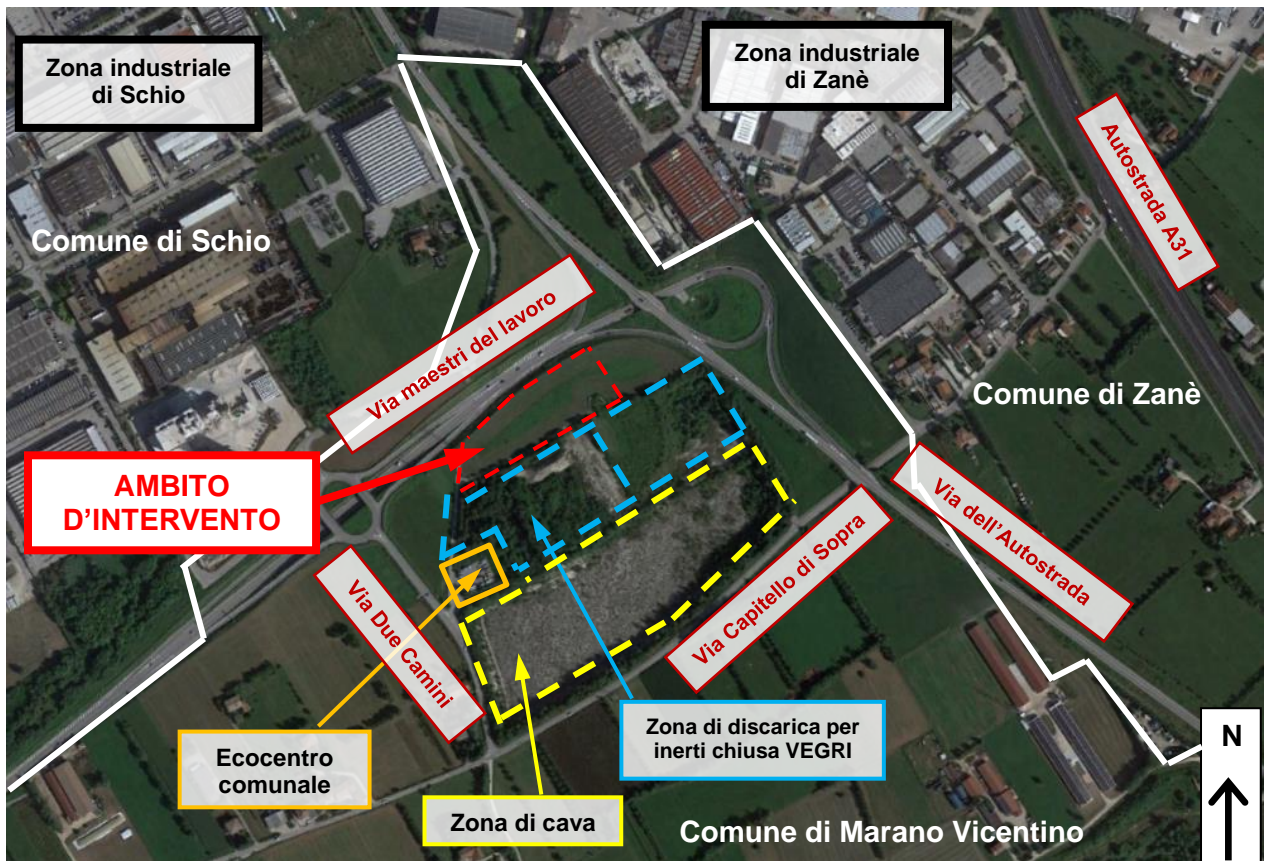 Zona industriale
di Schio
Zona industriale
di Zanè
Autostrada A31
Comune di Schio
Via maestri del lavoro
Comune di Zanè
AMBITO
D'INTERVENTO
Via dell'Autostrada
Via Due Camini
Via Capitello di Sopra
Zona di discarica per
inerti chiusa VEGRI
Ecocentro
comunale
Zona di cava
Comune di Marano Vicentino
N